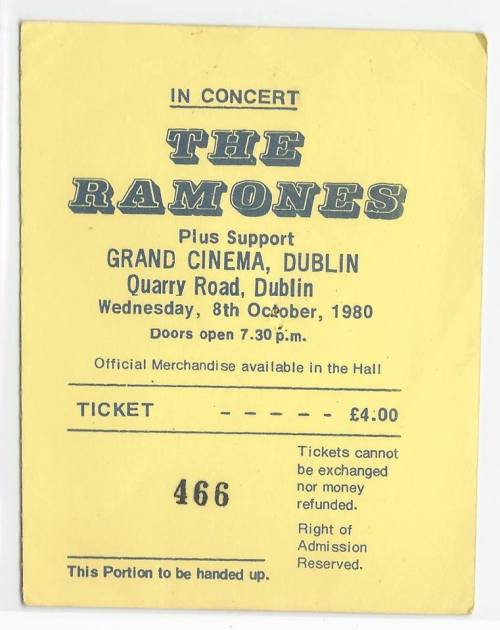 IN CONCERT
THE
RAMONES
Plus Support
GRAND CINEMA, DUBLIN
Quarry Road, Dublin
Wednesday, 8th October, 1980
Doors open 7.30 p.m.
Official Merchandise available in the Hall
TICKET - - - - - £4.00
Tickets cannot
be exchanged
nor money
refunded.
466
Right of
Admission
Reserved.
This Portion to be handed up.